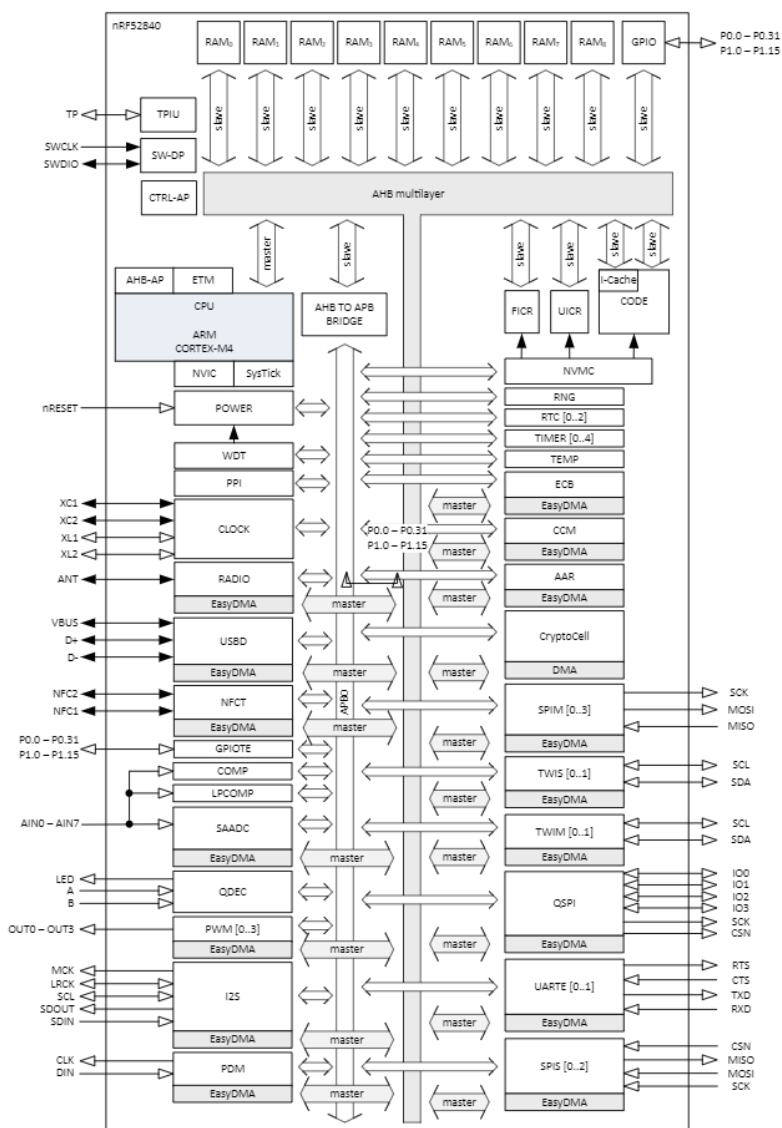 nRF52840
RAM0 RAM1 RAM2 RAM3 RAM4 RAM5 RAM6 RAM7 RAM8 GPIO
P0.0 – P0.31
P1.0 – P1.15
slave slave slave slave slave slave slave slave slave slave
TP TPIU
SWCLK
SWDIO
SW-DP
CTRL-AP
AHB multilayer
master slave slave slave slave slave
AHB-AP ETM
CPU
ARM
CORTEX-M4
NVIC SysTick
AHB TO APB
BRIDGE
FICR UICR
I-Cache
CODE
NVMC
nRESET POWER
WDT
PPI
XC1
XC2
XL1
XL2
CLOCK
ANT RADIO
EasyDMA master
VBUS
D+
D-
USBD
EasyDMA master
NFC2
NFC1
NFCT
EasyDMA master
P0.0 – P0.31
P1.0 – P1.15
GPIOTE
COMP
LPCOMP
AIN0 – AIN7 SAADC
EasyDMA master
LED
A
B
QDEC
OUT0 – OUT3 PWM [0..3]
EasyDMA master
MCK
LRCK
SCL
SDOUT
SDIN
I2S
EasyDMA master
CLK
DIN
PDM
EasyDMA master
APB0
P0.0 – P0.31
P1.0 – P1.15
RNG
RTC [0..2]
TIMER [0..4]
TEMP
ECB
master EasyDMA
CCM
master EasyDMA
AAR
master EasyDMA
CryptoCell
master DMA
SPIM [0..3]
master EasyDMA
SCK
MOSI
MISO
TWIS [0..1]
master EasyDMA
SCL
SDA
TWIM [0..1]
master EasyDMA
SCL
SDA
QSPI
master EasyDMA
IO0
IO1
IO2
IO3
SCK
CSN
UARTE [0..1]
master EasyDMA
RTS
CTS
TXD
RXD
SPIS [0..2]
master EasyDMA
CSN
MISO
MOSI
SCK